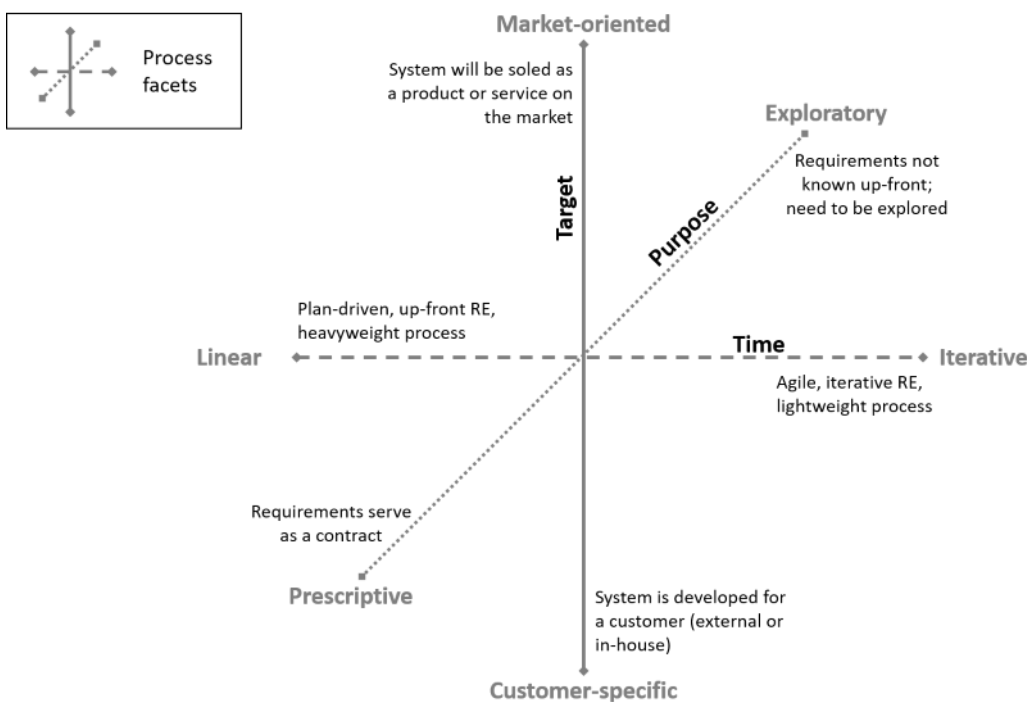 Process
facets
Market-oriented
System will be soled as
a product or service on
the market
Exploratory
Requirements not
known up-front;
need to be explored
Target
Purpose
Plan-driven, up-front RE,
heavyweight process
Linear
Time
Iterative
Agile, iterative RE,
lightweight process
Requirements serve
as a contract
Prescriptive
System is developed for
a customer (external or
in-house)
Customer-specific